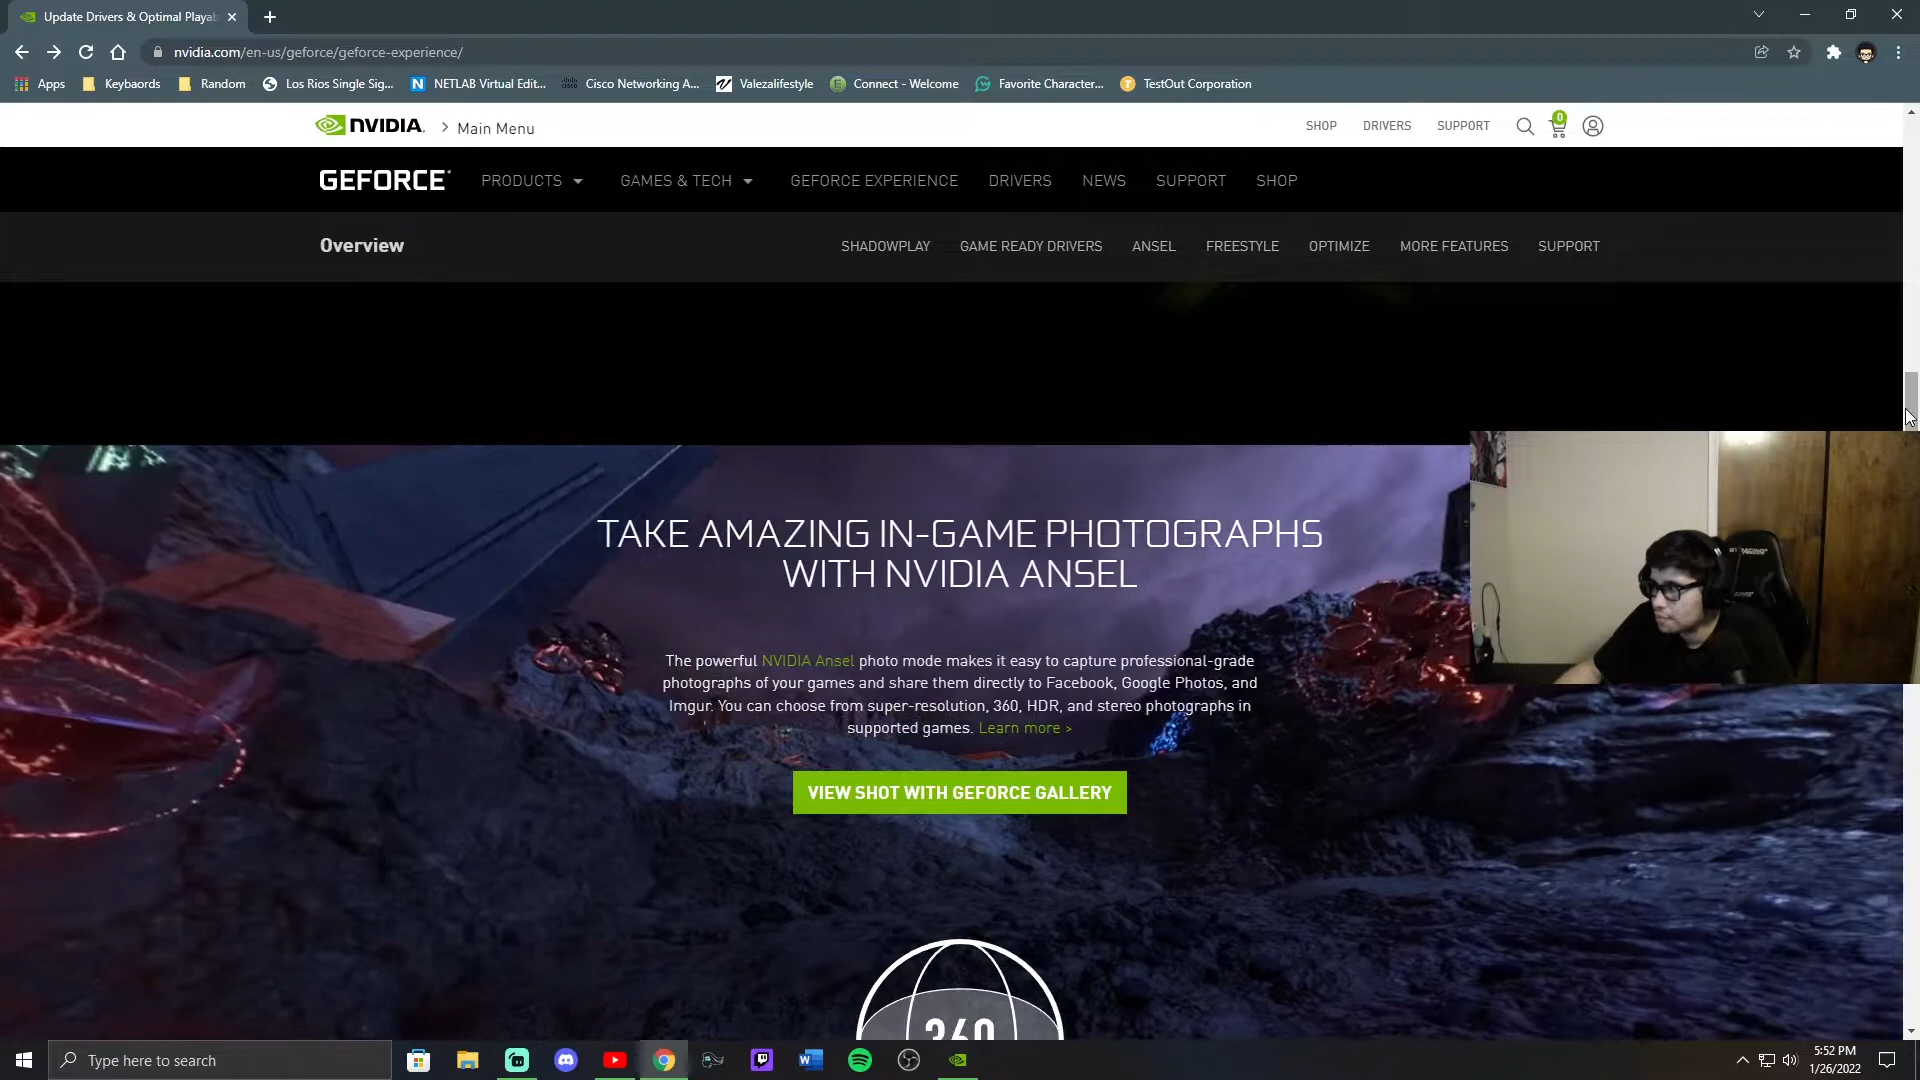 Update Drivers & Optimal Playab
nvidia.com/en-us/geforce/geforce-experience/
Apps
Keybaords
Random
Los Rios Single Sig...
NETLAB Virtual Edit...
Cisco Networking A...
Valezalifestyle
Connect - Welcome
Favorite Character...
TestOut Corporation
NVIDIA.
Main Menu
SHOP
DRIVERS
SUPPORT
0
GEFORCE
PRODUCTS
GAMES & TECH
GEFORCE EXPERIENCE
DRIVERS
NEWS
SUPPORT
SHOP
Overview
SHADOWPLAY
GAME READY DRIVERS
ANSEL
FREESTYLE
OPTIMIZE
MORE FEATURES
SUPPORT
TAKE AMAZING IN-GAME PHOTOGRAPHS
WITH NVIDIA ANSEL
The powerful NVIDIA Ansel photo mode makes it easy to capture professional-grade
photographs of your games and share them directly to Facebook, Google Photos, and
Imgur. You can choose from super-resolution, 360, HDR, and stereo photographs in
supported games. Learn more >
VIEW SHOT WITH GEFORCE GALLERY
360
Type here to search
5:52 PM
1/26/2022